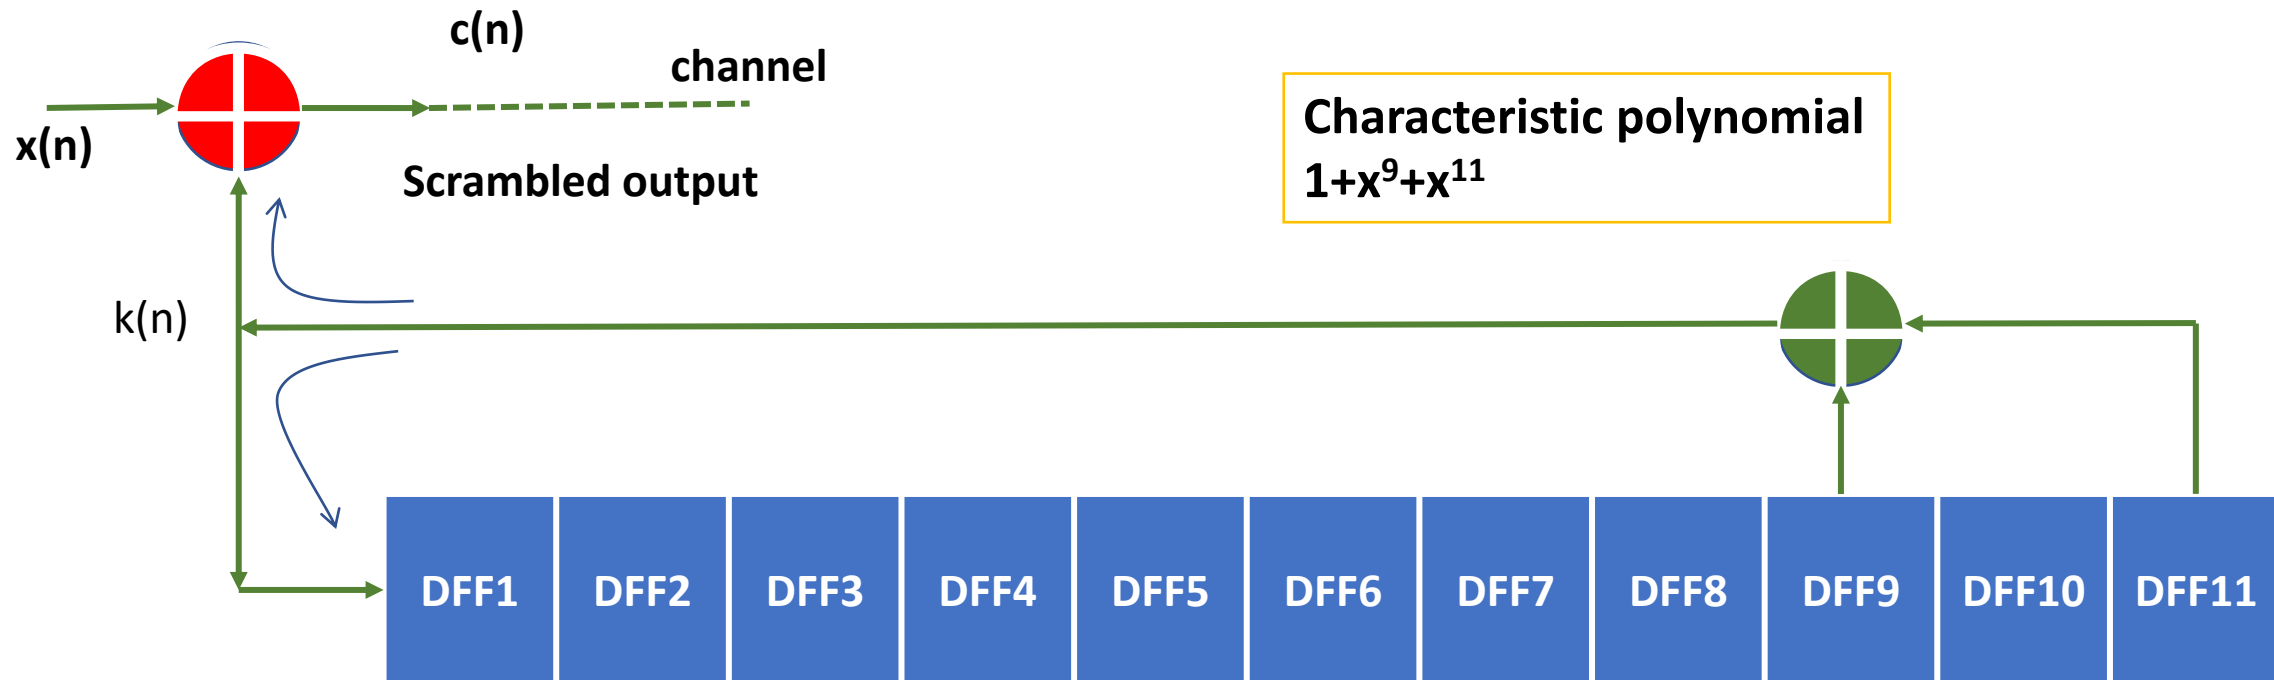 c(n)
channel
x(n)
Scrambled output
Characteristic polynomial
1+x⁹+x¹¹
k(n)
DFF1 DFF2 DFF3 DFF4 DFF5 DFF6 DFF7 DFF8 DFF9 DFF10 DFF11